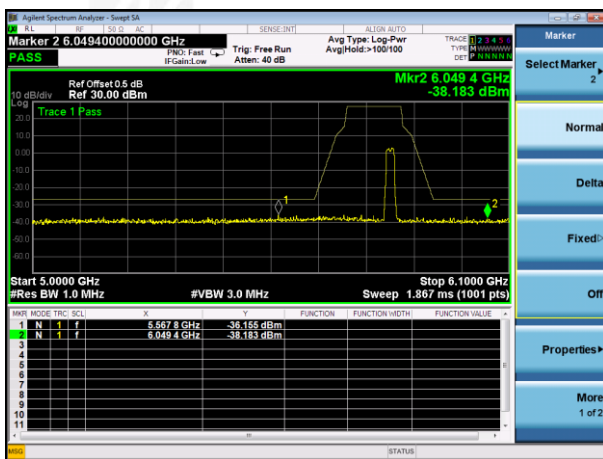 Agilent Spectrum Analyzer - Swept SA
RL RF 50 Ω AC SENSE:INT ALIGN AUTO
Marker 2 6.049400000000 GHz
PASS
PNO: Fast
IFGain:Low
Trig: Free Run
Atten: 40 dB
Avg Type: Log-Pwr
Avg|Hold:>100/100
TRACE 1 2 3 4 5 6
TYPE M WWWWW
DET P NNNNN
Ref Offset 0.5 dB
10 dB/div Ref 30.00 dBm
Log
Mkr2 6.049 4 GHz
-38.183 dBm
Trace 1 Pass
20.0
10.0
0.00
-10.0
-20.0
-30.0
-40.0
-50.0
-60.0
1
2
Start 5.0000 GHz Stop 6.1000 GHz
#Res BW 1.0 MHz #VBW 3.0 MHz Sweep 1.867 ms (1001 pts)
MKR MODE TRC SCL X Y FUNCTION FUNCTION WIDTH FUNCTION VALUE
1 N 1 f 5.567 8 GHz -36.155 dBm
2 N 1 f 6.049 4 GHz -38.183 dBm
3
4
5
6
7
8
9
10
11
MSG STATUS
Marker
Select Marker
2
Normal
Delta
Fixed
Off
Properties
More
1 of 2